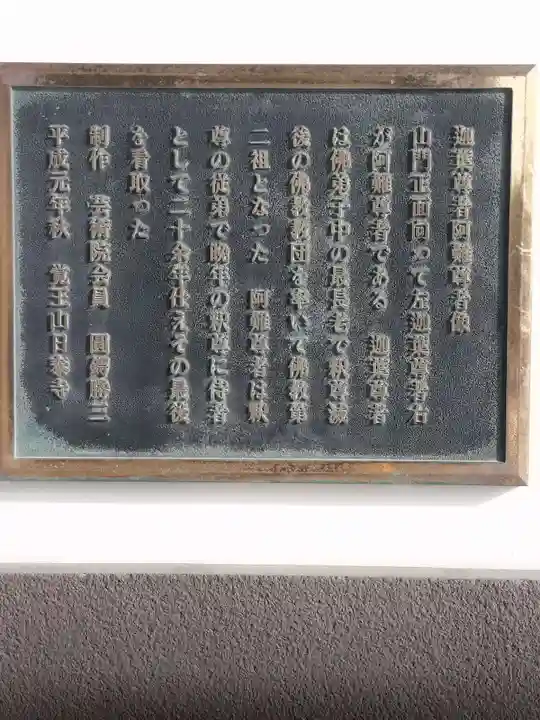 迦葉尊者阿難尊者像
山門正面向って左迦葉尊者右
が阿難尊者である　迦葉尊者
は佛弟子中の最長老で釈尊滅
後の佛教教団を率いて佛教第
二祖となった　阿難尊者は釈
尊の従弟で晩年の釈尊に侍者
として二十余年仕えその最後
を看取った
制作　芸術院会員　圓鍔勝三
平成元年秋　覚王山日泰寺